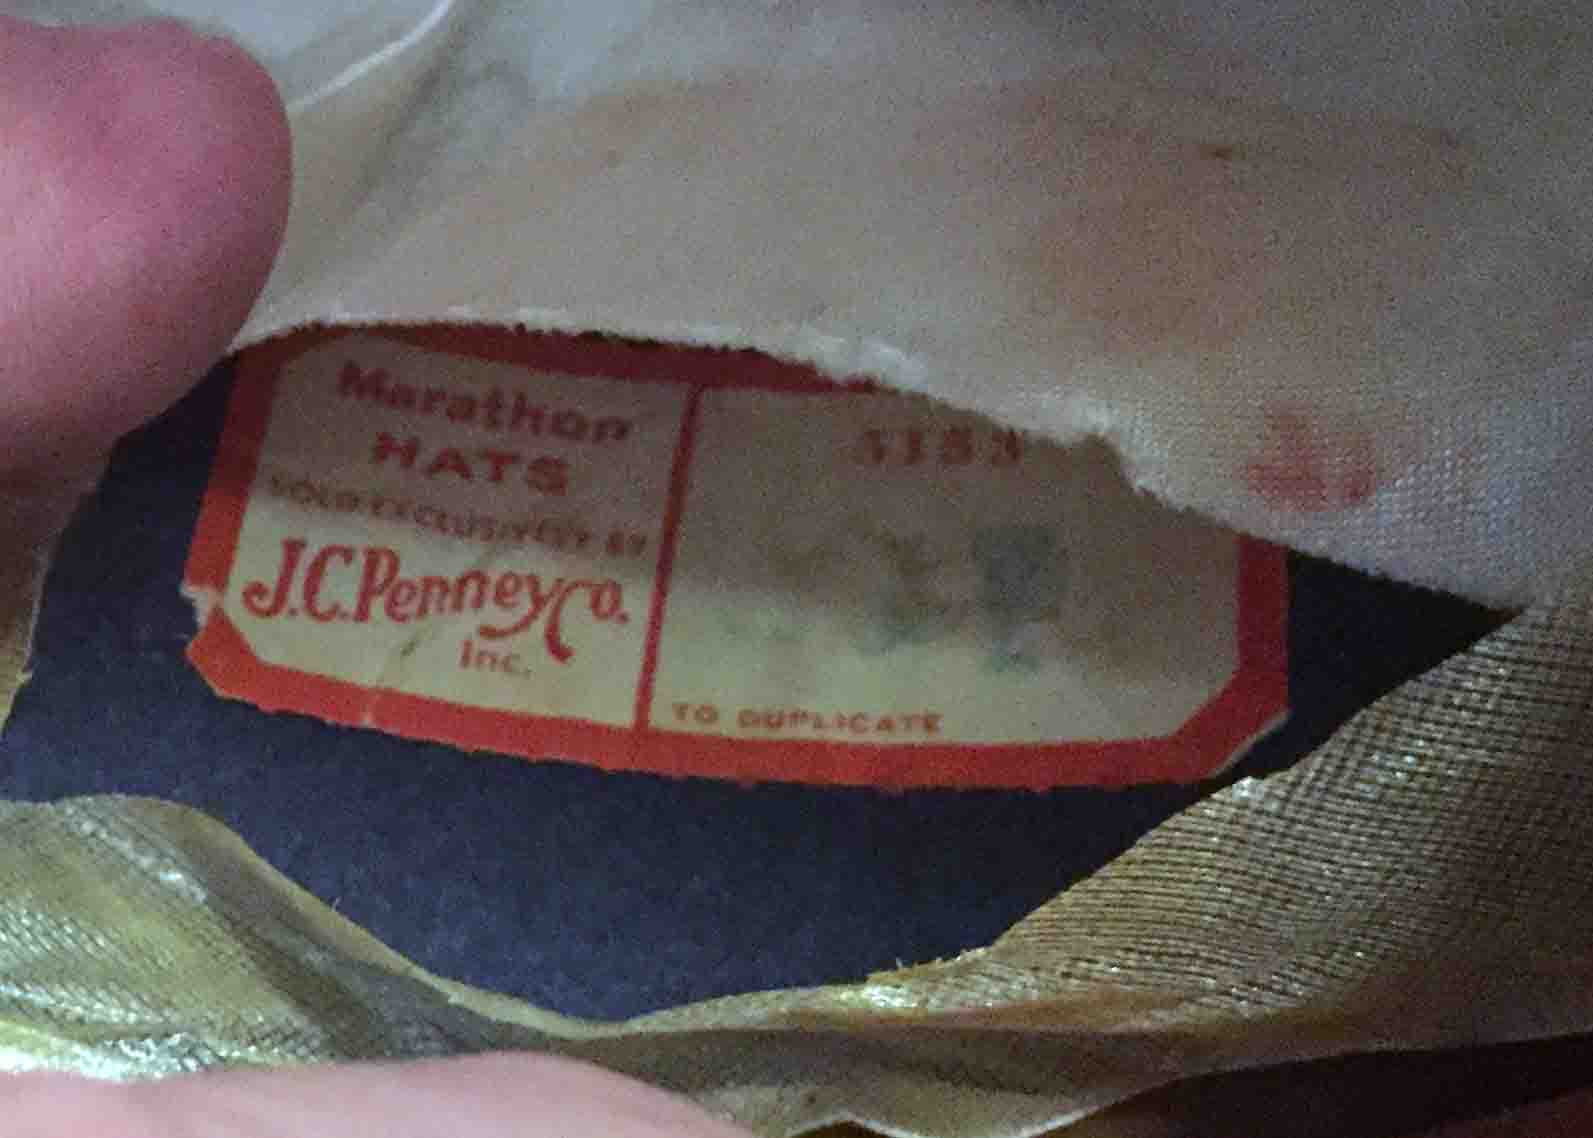 Marathon
HATS
SOLD EXCLUSIVELY BY
J.C. Penney Co.
Inc.
TO DUPLICATE